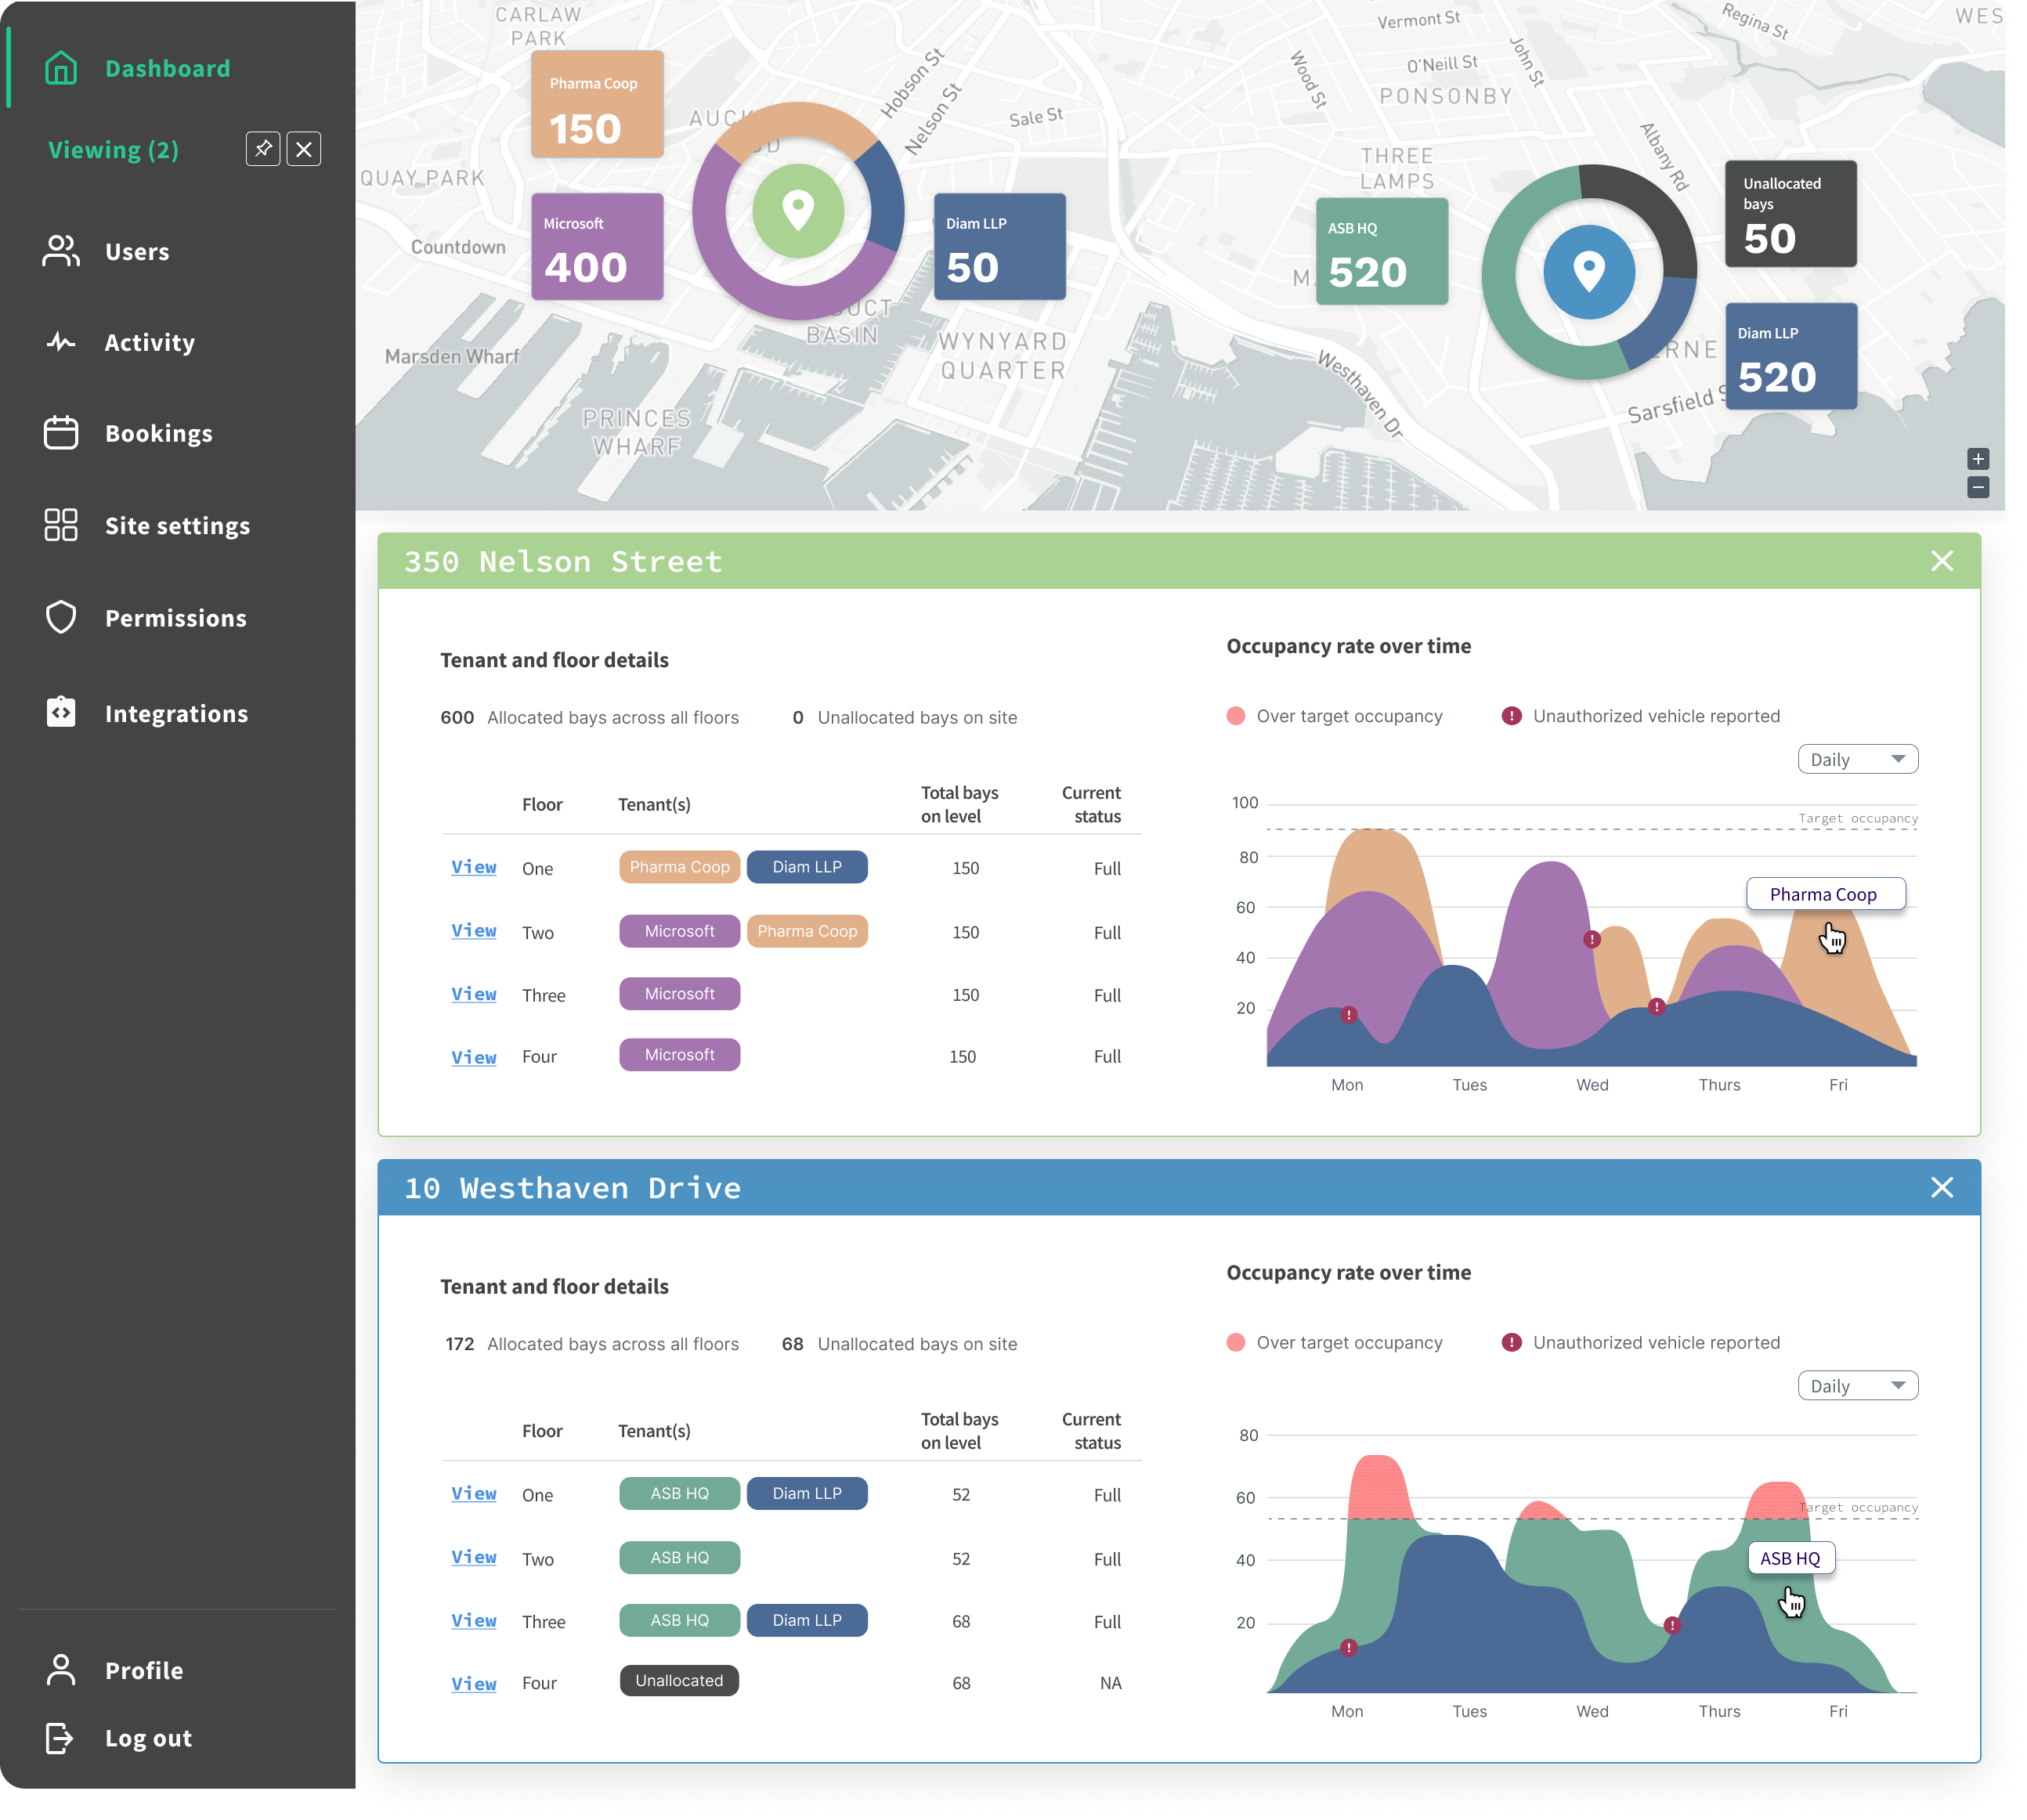 Dashboard
Viewing (2)
Users
Activity
Bookings
Site settings
Permissions
Integrations
Profile
Log out
CARLAW
PARK
QUAY PARK
Countdown
Marsden Wharf
PRINCES
WHARF
Pharma Coop
150
Microsoft
400
AUCK
D
Hobson St
Nelson St
Sale St
Diam LLP
50
DUCT
BASIN
WYNYARD
QUARTER
Westhaven Dr
Vermont St
Wood St
John St
O'Neill St
PONSONBY
THREE
LAMPS
Albany Rd
Regina St
WES
ASB HQ
520
M
Unallocated
bays
50
Diam LLP
520
ERNE
Sarsfield S
+
−
350 Nelson Street
Tenant and floor details
600 Allocated bays across all floors 0 Unallocated bays on site
Floor Tenant(s) Total bays on level Current status
View One Pharma Coop Diam LLP 150 Full
View Two Microsoft Pharma Coop 150 Full
View Three Microsoft 150 Full
View Four Microsoft 150 Full
Occupancy rate over time
Over target occupancy ! Unauthorized vehicle reported
Daily
100
Target occupancy
80
Pharma Coop
60
!
40
20
! !
Mon Tues Wed Thurs Fri
10 Westhaven Drive
Tenant and floor details
172 Allocated bays across all floors 68 Unallocated bays on site
Floor Tenant(s) Total bays on level Current status
View One ASB HQ Diam LLP 52 Full
View Two ASB HQ 52 Full
View Three ASB HQ Diam LLP 68 Full
View Four Unallocated 68 NA
Occupancy rate over time
Over target occupancy ! Unauthorized vehicle reported
Daily
80
60
Target occupancy
40
ASB HQ
20
! !
Mon Tues Wed Thurs Fri